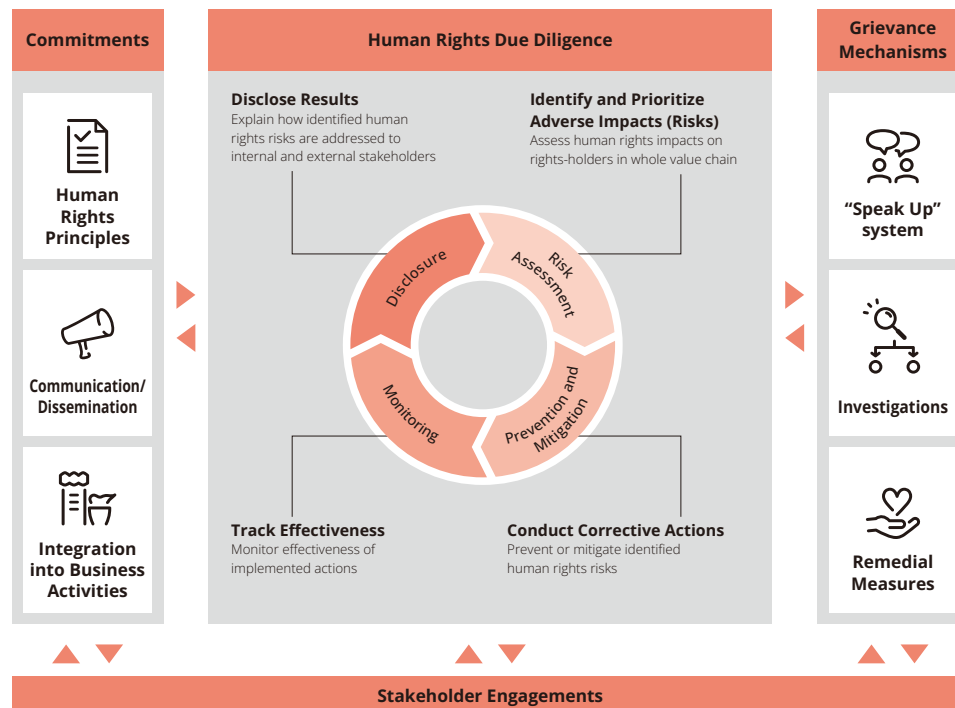 Commitments
Human
Rights
Principles
Communication/
Dissemination
Integration
into Business
Activities
Human Rights Due Diligence
Disclose Results
Explain how identified human
rights risks are addressed to
internal and external stakeholders
Identify and Prioritize
Adverse Impacts (Risks)
Assess human rights impacts on
rights-holders in whole value chain
Disclosure
Risk
Assessment
Monitoring
Prevention and
Mitigation
Track Effectiveness
Monitor effectiveness of
implemented actions
Conduct Corrective Actions
Prevent or mitigate identified
human rights risks
Grievance
Mechanisms
“Speak Up”
system
Investigations
Remedial
Measures
Stakeholder Engagements